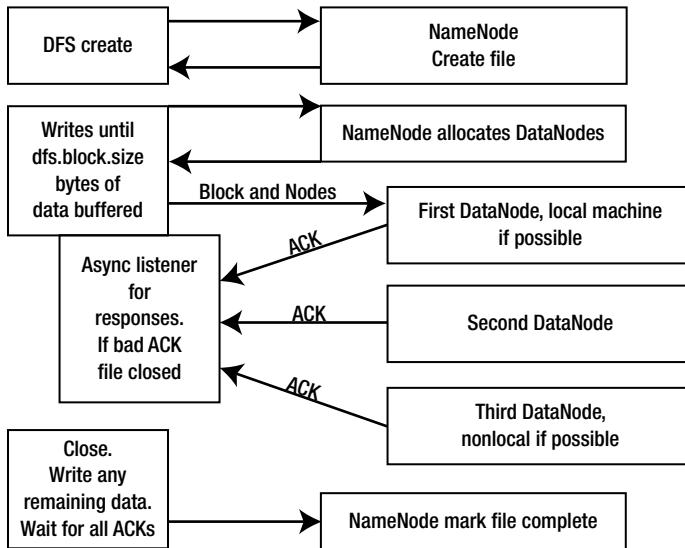 DFS create
NameNode
Create file
Writes until
dfs.block.size
bytes of
data buffered
NameNode allocates DataNodes
Block and Nodes
First DataNode, local machine
if possible
ACK
Async listener
for
responses.
If bad ACK
file closed
ACK
Second DataNode
ACK
Third DataNode,
nonlocal if possible
Close.
Write any
remaining data.
Wait for all ACKs
NameNode mark file complete